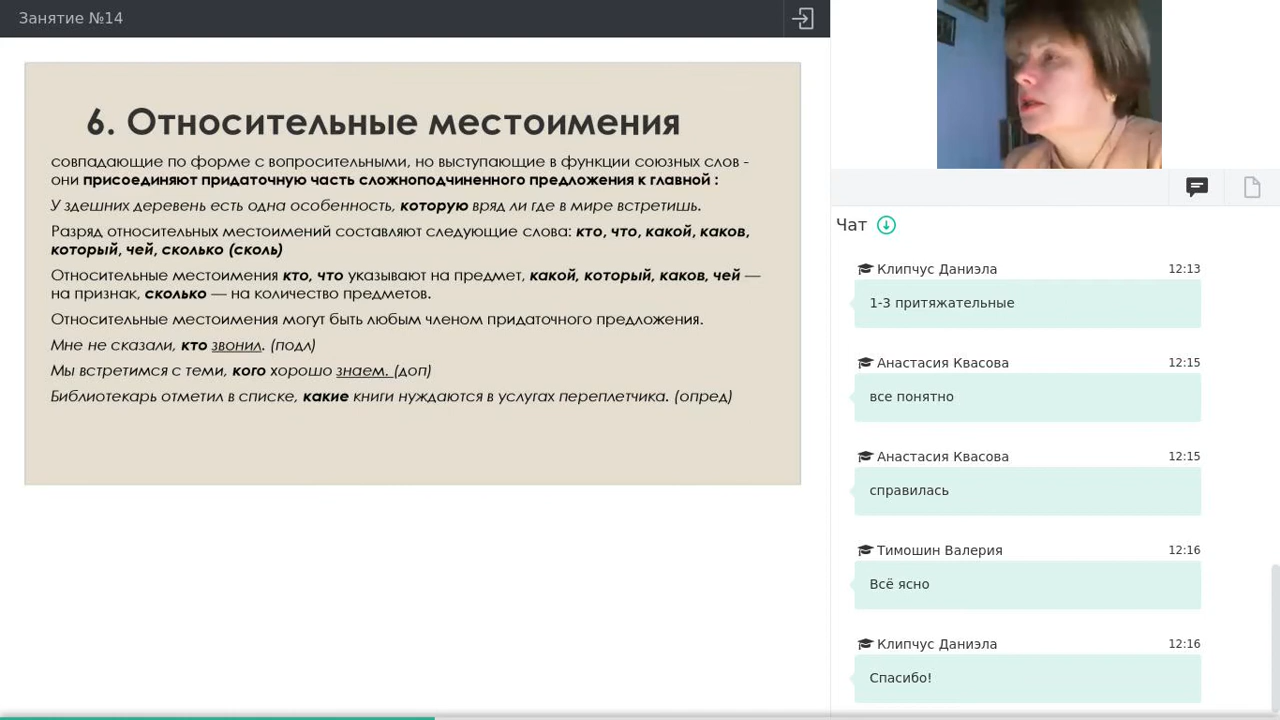 Занятие №14
6. Относительные местоимения
совпадающие по форме с вопросительными, но выступающие в функции союзных слов -
они присоединяют придаточную часть сложноподчиненного предложения к главной :
У здешних деревень есть одна особенность, которую вряд ли где в мире встретишь.
Разряд относительных местоимений составляют следующие слова: кто, что, какой, каков,
который, чей, сколько (сколь)
Относительные местоимения кто, что указывают на предмет, какой, который, каков, чей —
на признак, сколько — на количество предметов.
Относительные местоимения могут быть любым членом придаточного предложения.
Мне не сказали, кто звонил. (подл)
Мы встретимся с теми, кого хорошо знаем. (доп)
Библиотекарь отметил в списке, какие книги нуждаются в услугах переплетчика. (опред)
Чат
Клипчус Даниэла 12:13
1-3 притяжательные
Анастасия Квасова 12:15
все понятно
Анастасия Квасова 12:15
справилась
Тимошин Валерия 12:16
Всё ясно
Клипчус Даниэла 12:16
Спасибо!